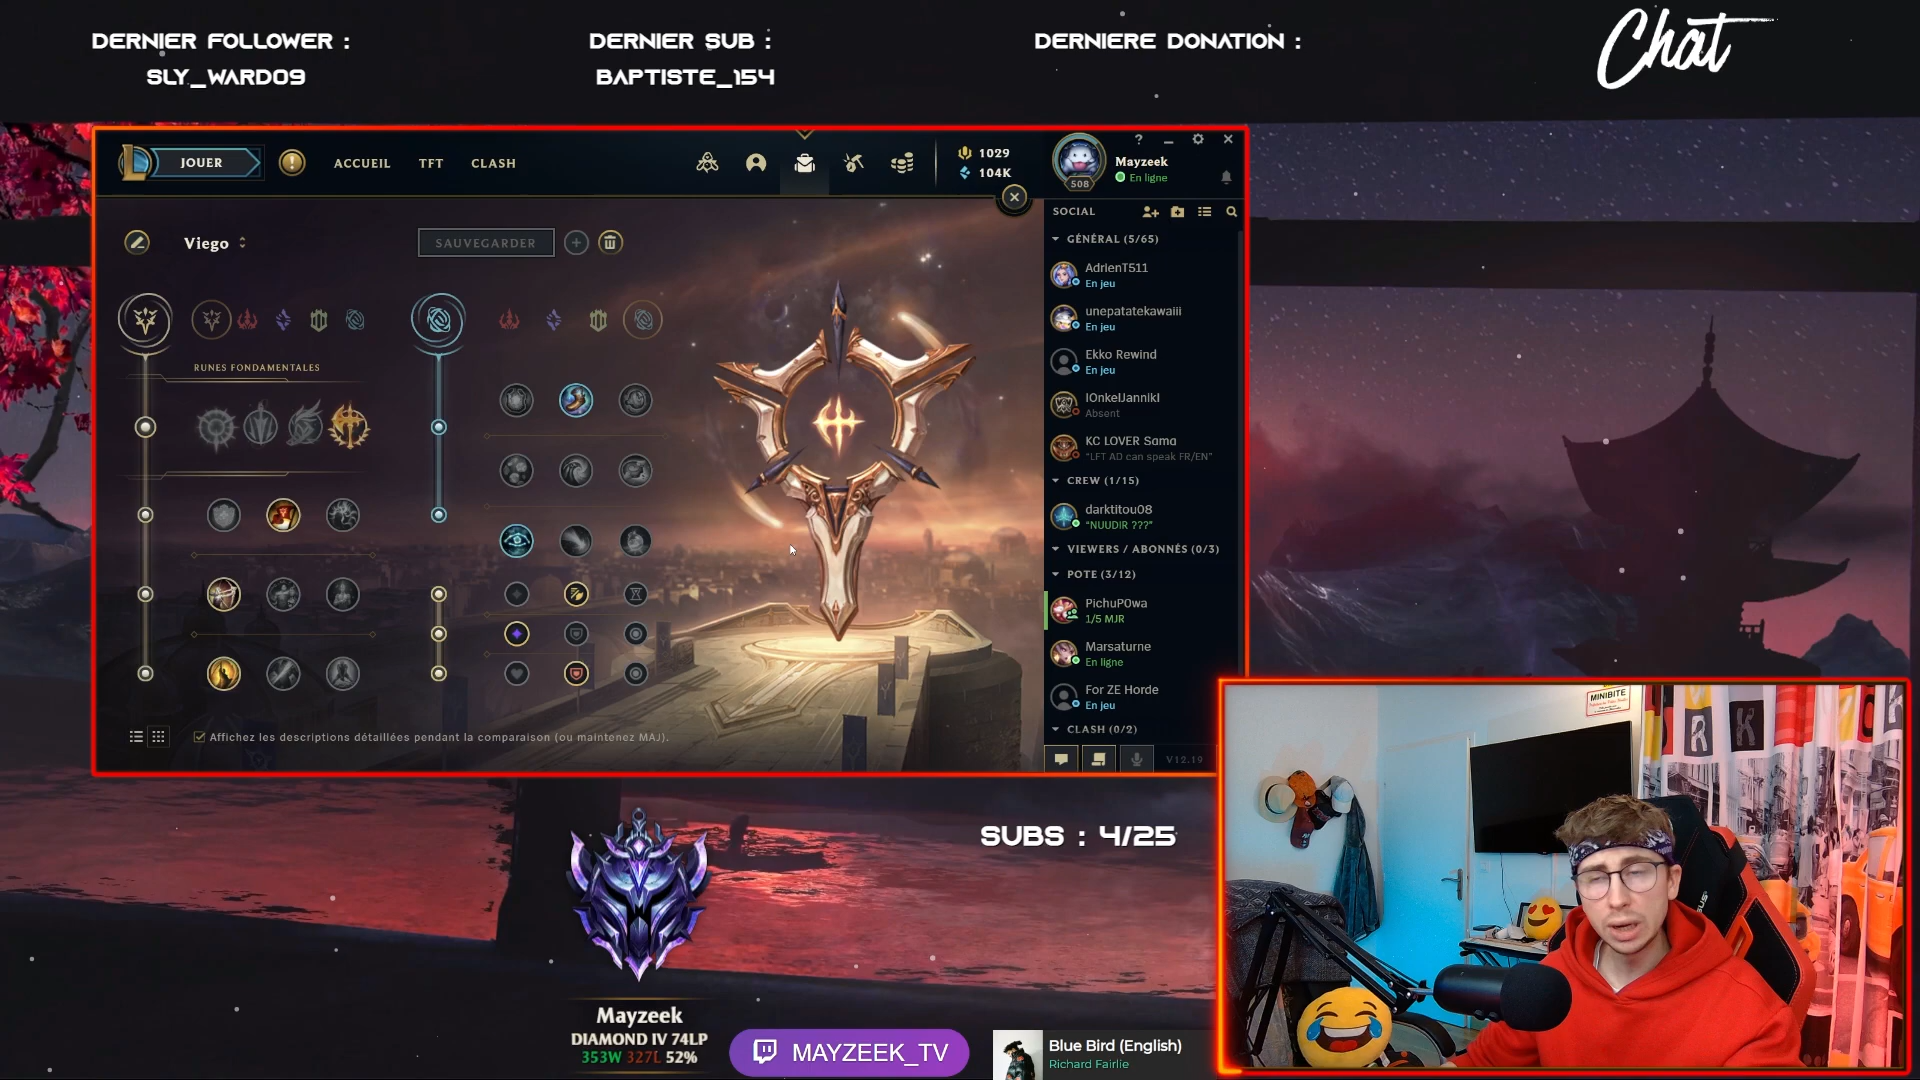 DERNIER FOLLOWER :
SLY_WARD09
DERNIER SUB :
BAPTISTE_154
DERNIERE DONATION :
Chat
JOUER
ACCUEIL
TFT
CLASH
1029
104K
508
Mayzeek
En ligne
Viego
SAUVEGARDER
RUNES FONDAMENTALES
Affichez les descriptions détaillées pendant la comparaison (ou maintenez MAJ).
SOCIAL
GÉNÉRAL (5/65)
AdrienT511
En jeu
unepatatekawaiii
En jeu
Ekko Rewind
En jeu
IOnkelJannikI
Absent
KC LOVER Sama
"LFT AD can speak FR/EN"
CREW (1/15)
darktitou08
"NUUDIR ???"
VIEWERS / ABONNÉS (0/3)
POTE (3/12)
PichuP0wa
1/5 MJR
Marsaturne
En ligne
For ZE Horde
En jeu
CLASH (0/2)
V12.19
MINIBITE
R K
SUBS : 4/25
Mayzeek
DIAMOND IV 74LP
353W 327L 52%
MAYZEEK_TV
Blue Bird (English)
Richard Fairlie